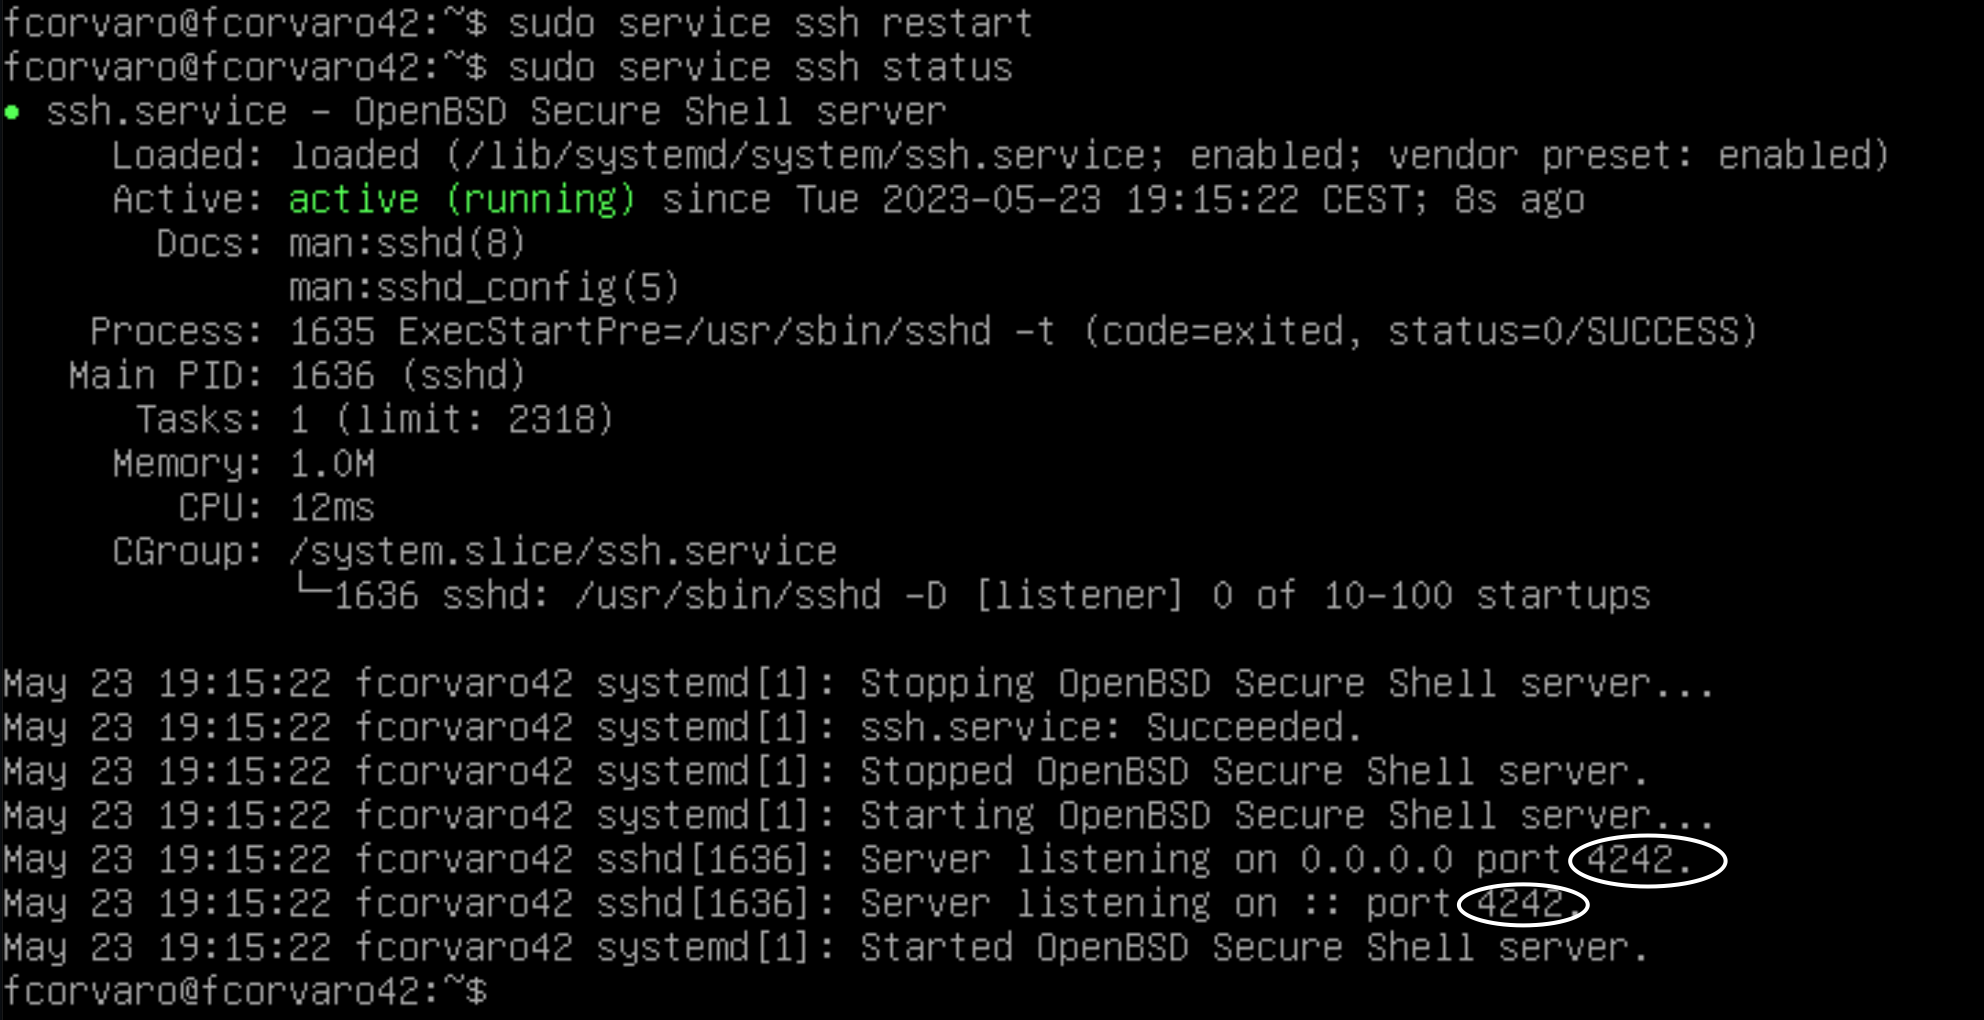 fcorvaro@fcorvaro42:~$ sudo service ssh restart
fcorvaro@fcorvaro42:~$ sudo service ssh status
● ssh.service - OpenBSD Secure Shell server
     Loaded: loaded (/lib/systemd/system/ssh.service; enabled; vendor preset: enabled)
     Active: active (running) since Tue 2023-05-23 19:15:22 CEST; 8s ago
       Docs: man:sshd(8)
             man:sshd_config(5)
    Process: 1635 ExecStartPre=/usr/sbin/sshd -t (code=exited, status=0/SUCCESS)
   Main PID: 1636 (sshd)
      Tasks: 1 (limit: 2318)
     Memory: 1.0M
        CPU: 12ms
     CGroup: /system.slice/ssh.service
             └─1636 sshd: /usr/sbin/sshd -D [listener] 0 of 10-100 startups

May 23 19:15:22 fcorvaro42 systemd[1]: Stopping OpenBSD Secure Shell server...
May 23 19:15:22 fcorvaro42 systemd[1]: ssh.service: Succeeded.
May 23 19:15:22 fcorvaro42 systemd[1]: Stopped OpenBSD Secure Shell server.
May 23 19:15:22 fcorvaro42 systemd[1]: Starting OpenBSD Secure Shell server...
May 23 19:15:22 fcorvaro42 sshd[1636]: Server listening on 0.0.0.0 port 4242.
May 23 19:15:22 fcorvaro42 sshd[1636]: Server listening on :: port 4242.
May 23 19:15:22 fcorvaro42 systemd[1]: Started OpenBSD Secure Shell server.
fcorvaro@fcorvaro42:~$